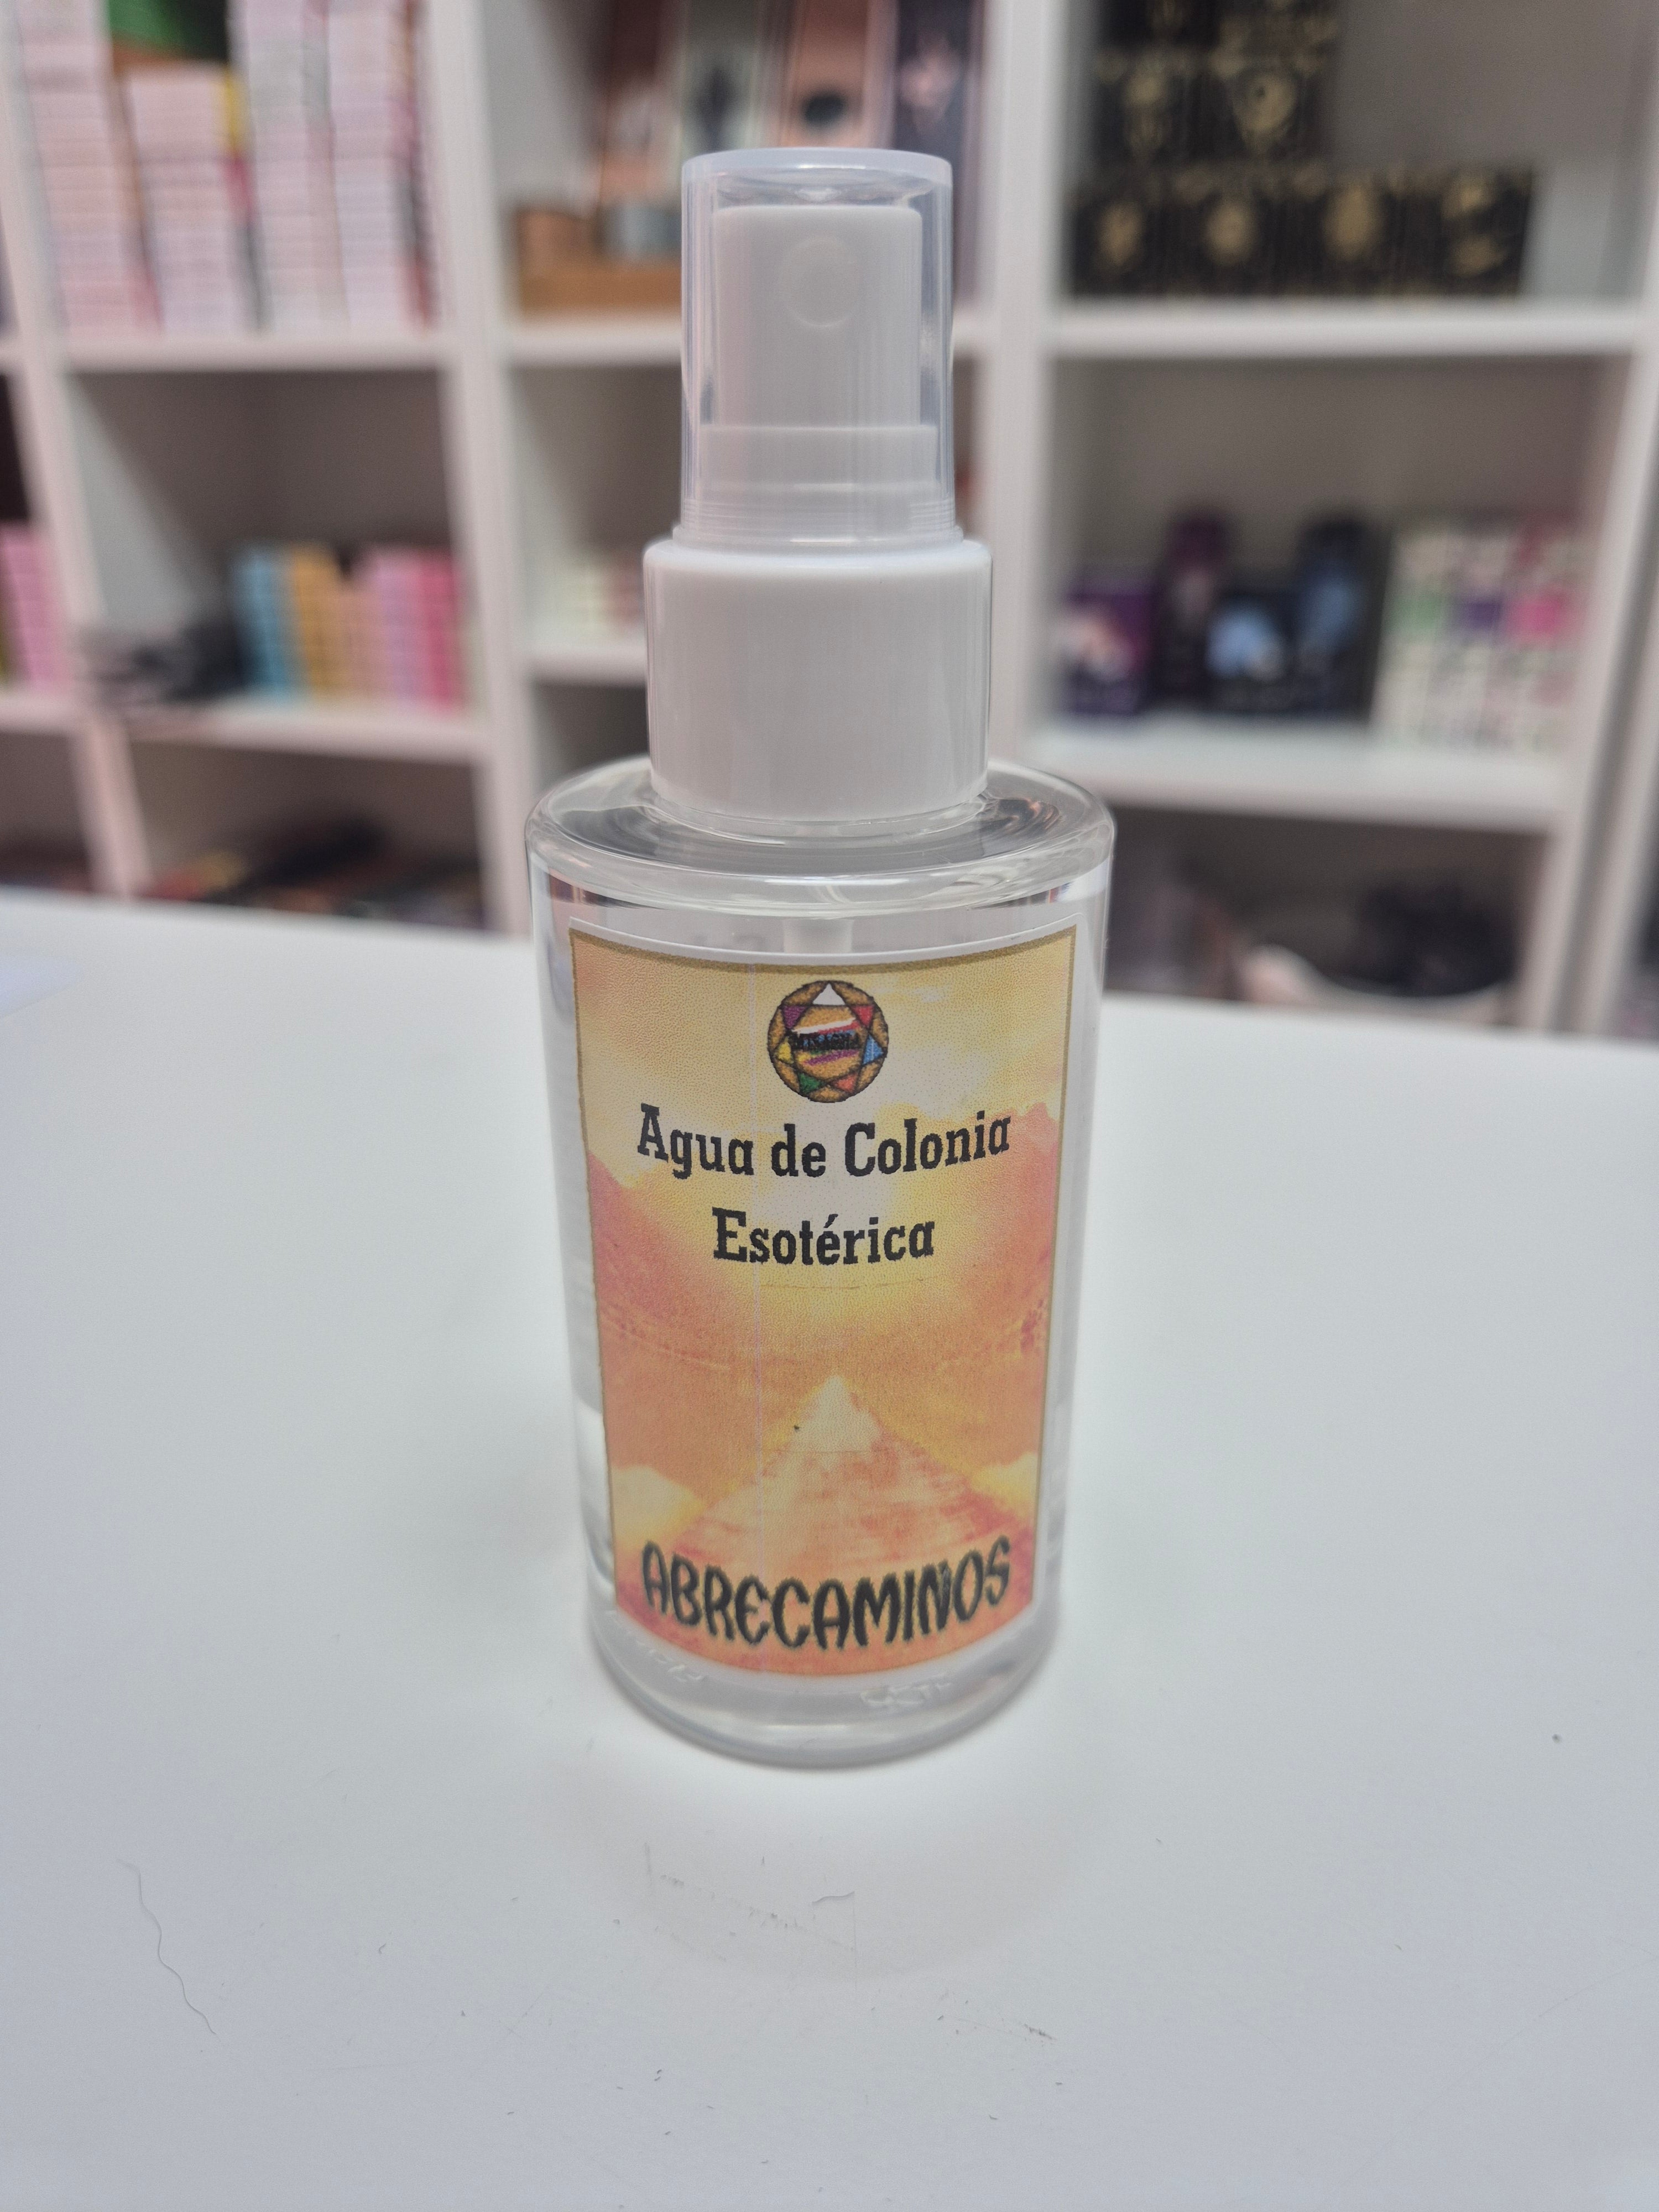 Agua de Colonia
Esotérica
ABRECAMINOS